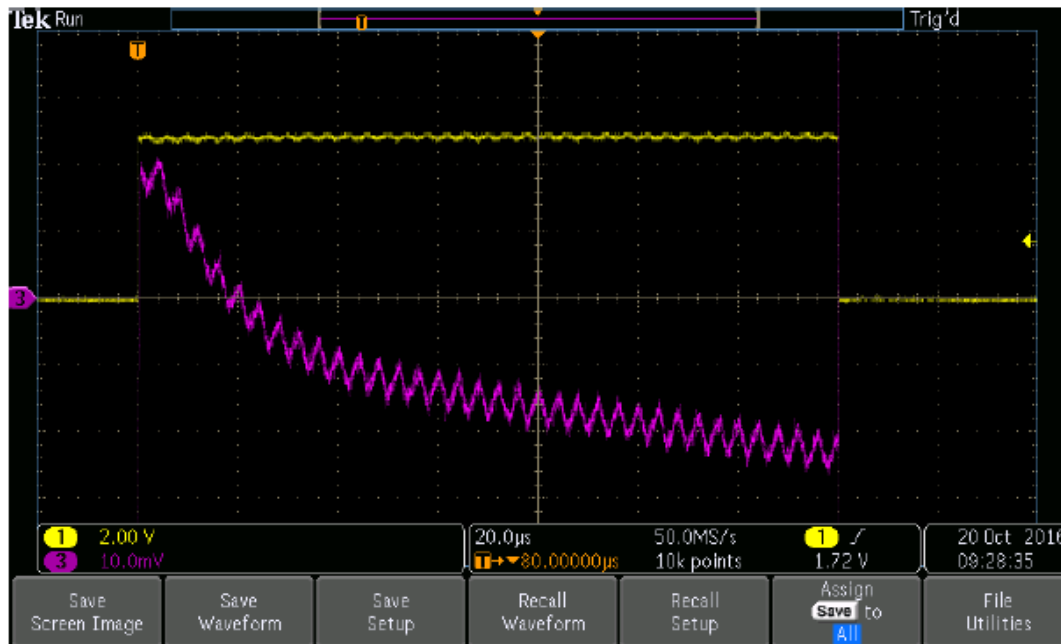 Tek Run Trig'd
T
T
3
1 2.00 V
3 10.0mV
20.0µs 50.0MS/s
T→▼80.00000µs 10k points
1 1.72 V
20 Oct 2016
09:28:35
Save
Screen Image
Save
Waveform
Save
Setup
Recall
Waveform
Recall
Setup
Assign
Save to
All
File
Utilities